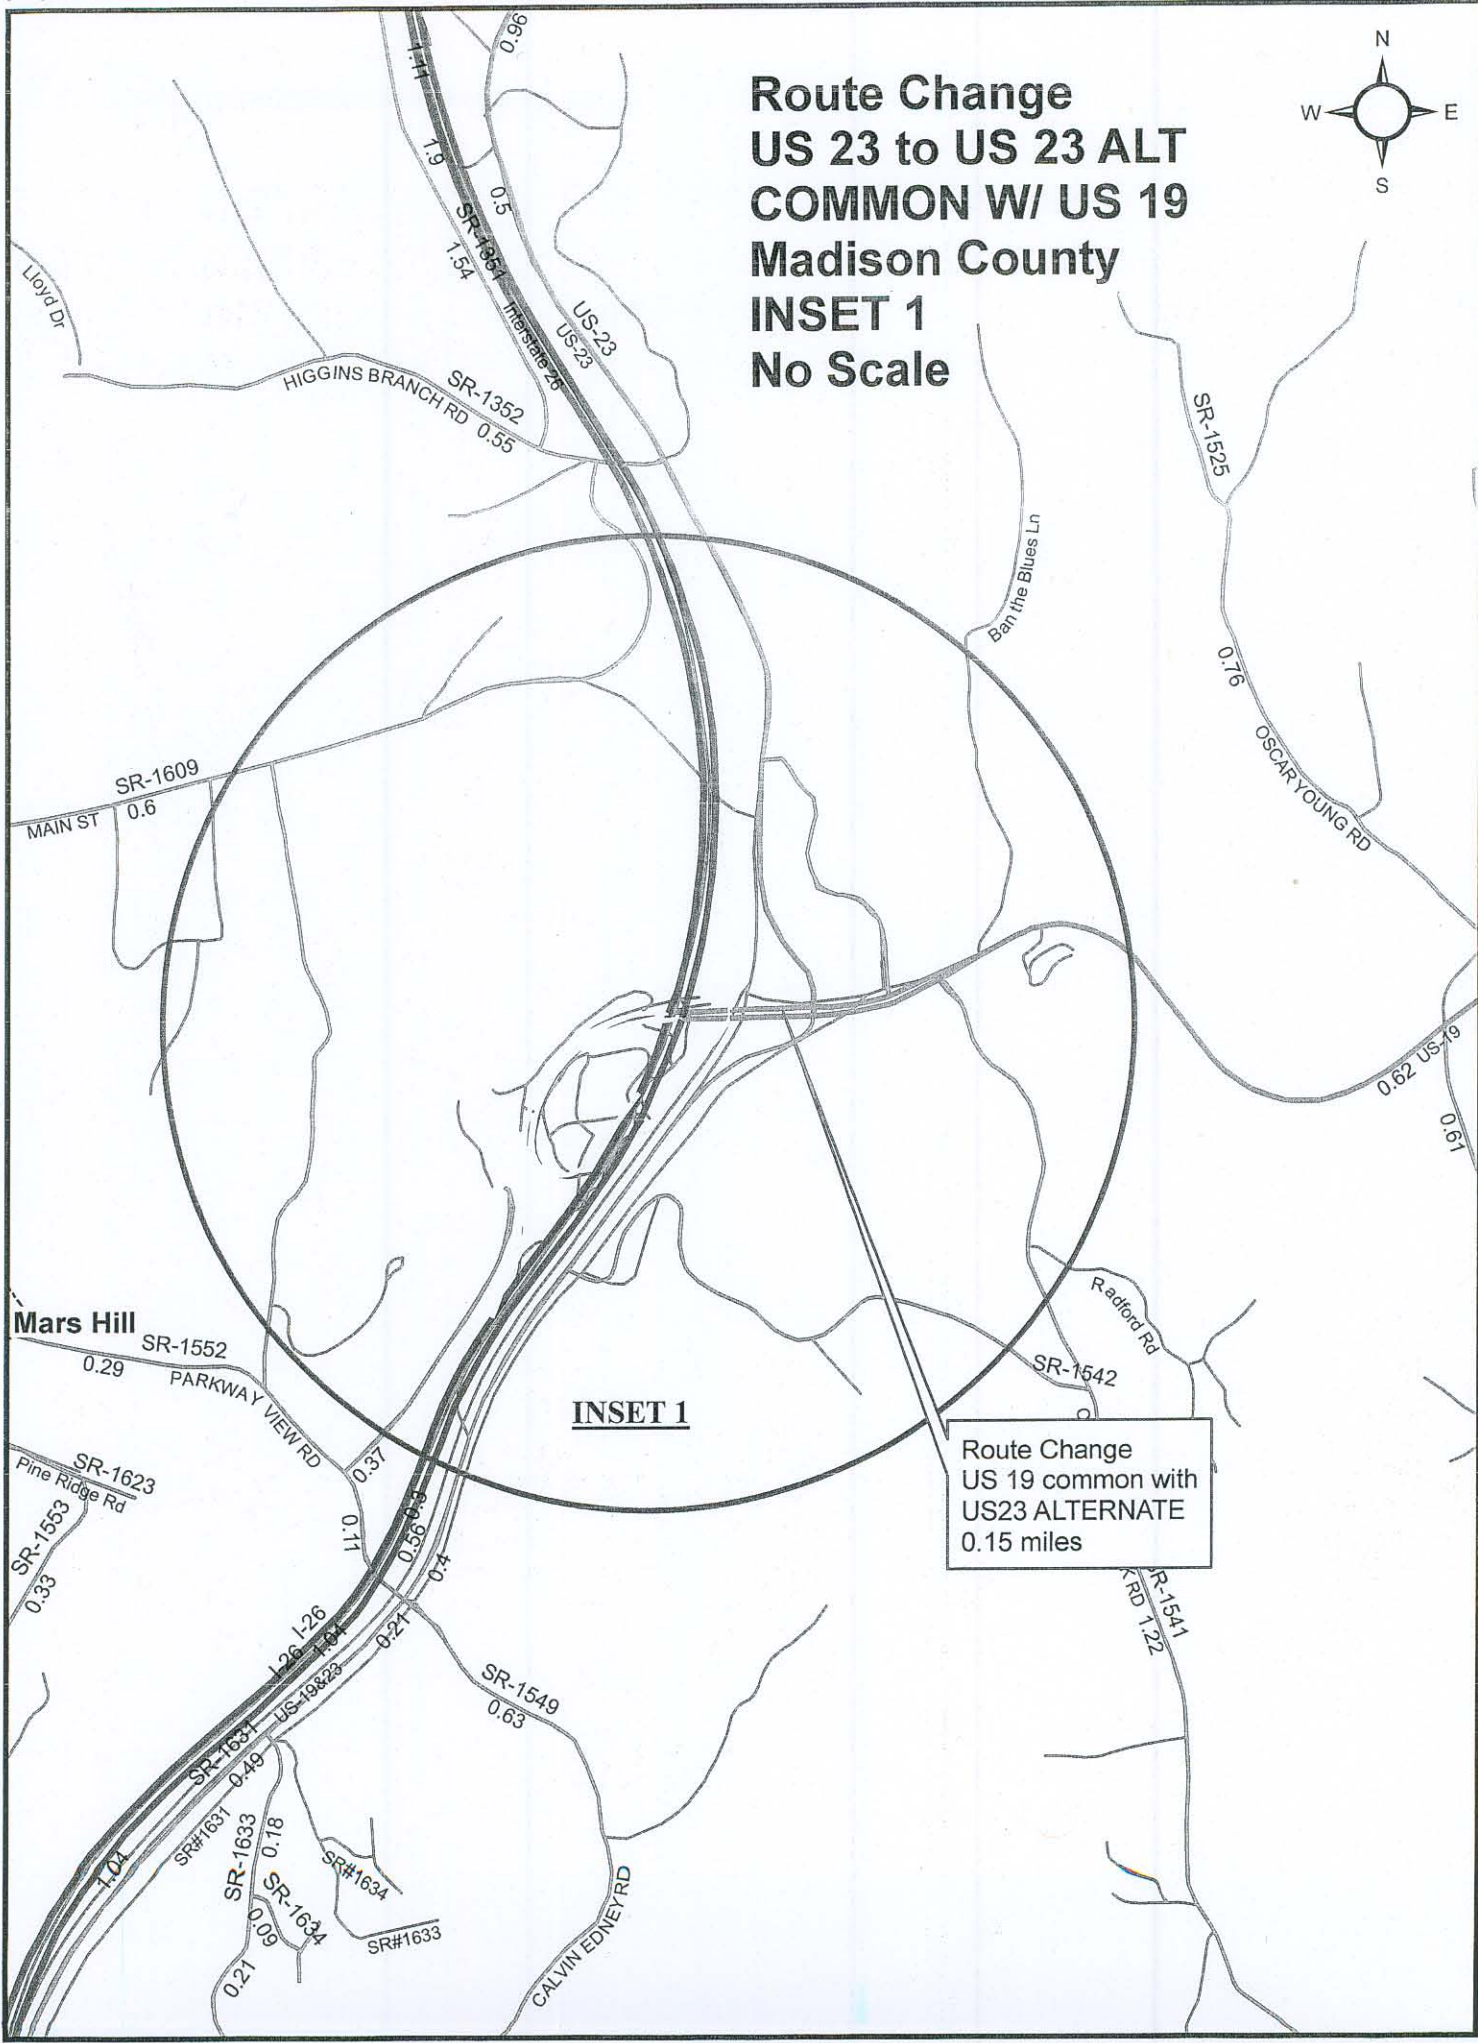 Route Change
US 23 to US 23 ALT
COMMON W/ US 19
Madison County
INSET 1
No Scale
N
W
E
S
0.96
1.11
1.9
0.5
SR-1351
1.54
Interstate 26
US-23
US-23
Lloyd Dr
HIGGINS BRANCH RD
SR-1352
0.55
SR-1525
Ban the Blues Ln
0.76
OSCAR YOUNG RD
SR-1609
MAIN ST
0.6
0.62 US-19
0.61
Mars Hill
SR-1552
0.29
PARKWAY VIEW RD
Radford Rd
SR-1542
INSET 1
Route Change
US 19 common with
US23 ALTERNATE
0.15 miles
SR-1623
Pine Ridge Rd
SR-1553
0.33
0.37
0.11
0.3
0.56
0.4
0.21
I-26
I-26
1.04
US-19&23
SR-1549
0.63
RD 1.22
R-1541
SR-1631
0.49
SR#1631
1.04
SR-1633
0.18
SR#1634
SR-1634
0.09
0.21
SR#1633
CALVIN EDNEY RD